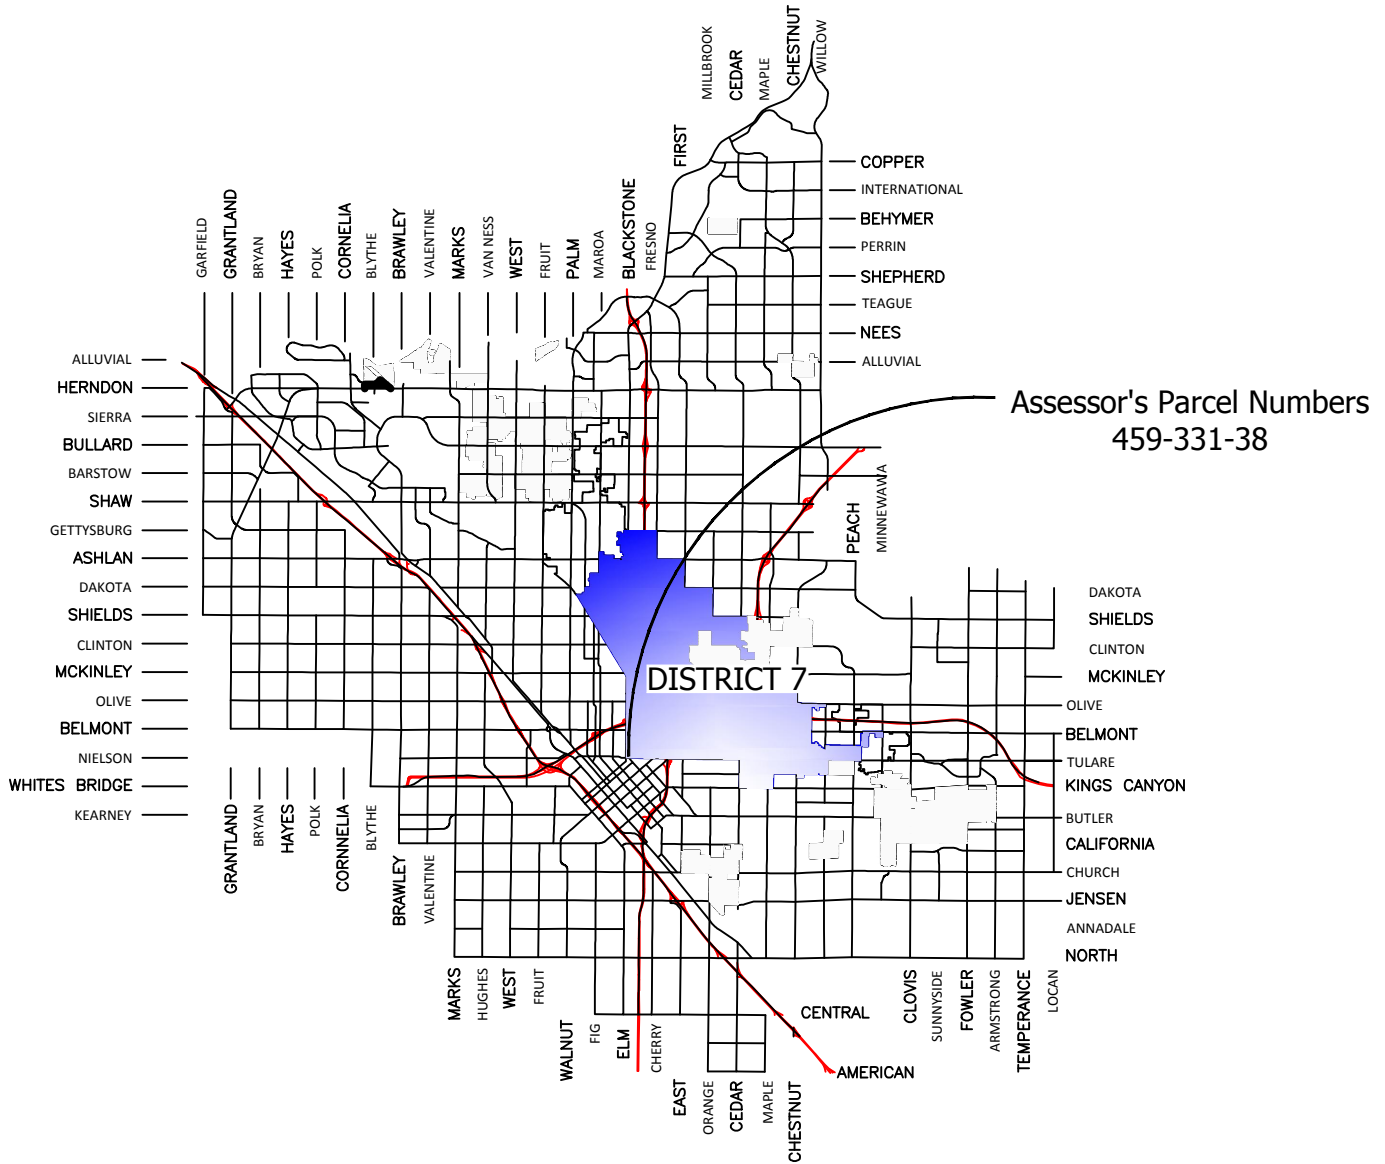 MILLBROOK
CEDAR
MAPLE
CHESTNUT
WILLOW
FIRST
COPPER
INTERNATIONAL
BEHYMER
PERRIN
SHEPHERD
TEAGUE
NEES
ALLUVIAL
GARFIELD
GRANTLAND
BRYAN
HAYES
POLK
CORNELIA
BLYTHE
BRAWLEY
VALENTINE
MARKS
VAN NESS
WEST
FRUIT
PALM
MAROA
BLACKSTONE
FRESNO
ALLUVIAL
HERNDON
SIERRA
BULLARD
BARSTOW
SHAW
GETTYSBURG
ASHLAN
DAKOTA
SHIELDS
CLINTON
MCKINLEY
OLIVE
BELMONT
NIELSON
WHITES BRIDGE
KEARNEY
Assessor's Parcel Numbers
459-331-38
PEACH
MINNEWAWA
DISTRICT 7
DAKOTA
SHIELDS
CLINTON
MCKINLEY
OLIVE
BELMONT
TULARE
KINGS CANYON
BUTLER
CALIFORNIA
CHURCH
JENSEN
ANNADALE
NORTH
GRANTLAND
BRYAN
HAYES
POLK
CORNNELIA
BLYTHE
BRAWLEY
VALENTINE
MARKS
HUGHES
WEST
FRUIT
WALNUT
FIG
ELM
CHERRY
EAST
ORANGE
CEDAR
MAPLE
CHESTNUT
CENTRAL
AMERICAN
CLOVIS
SUNNYSIDE
FOWLER
ARMSTRONG
TEMPERANCE
LOCAN